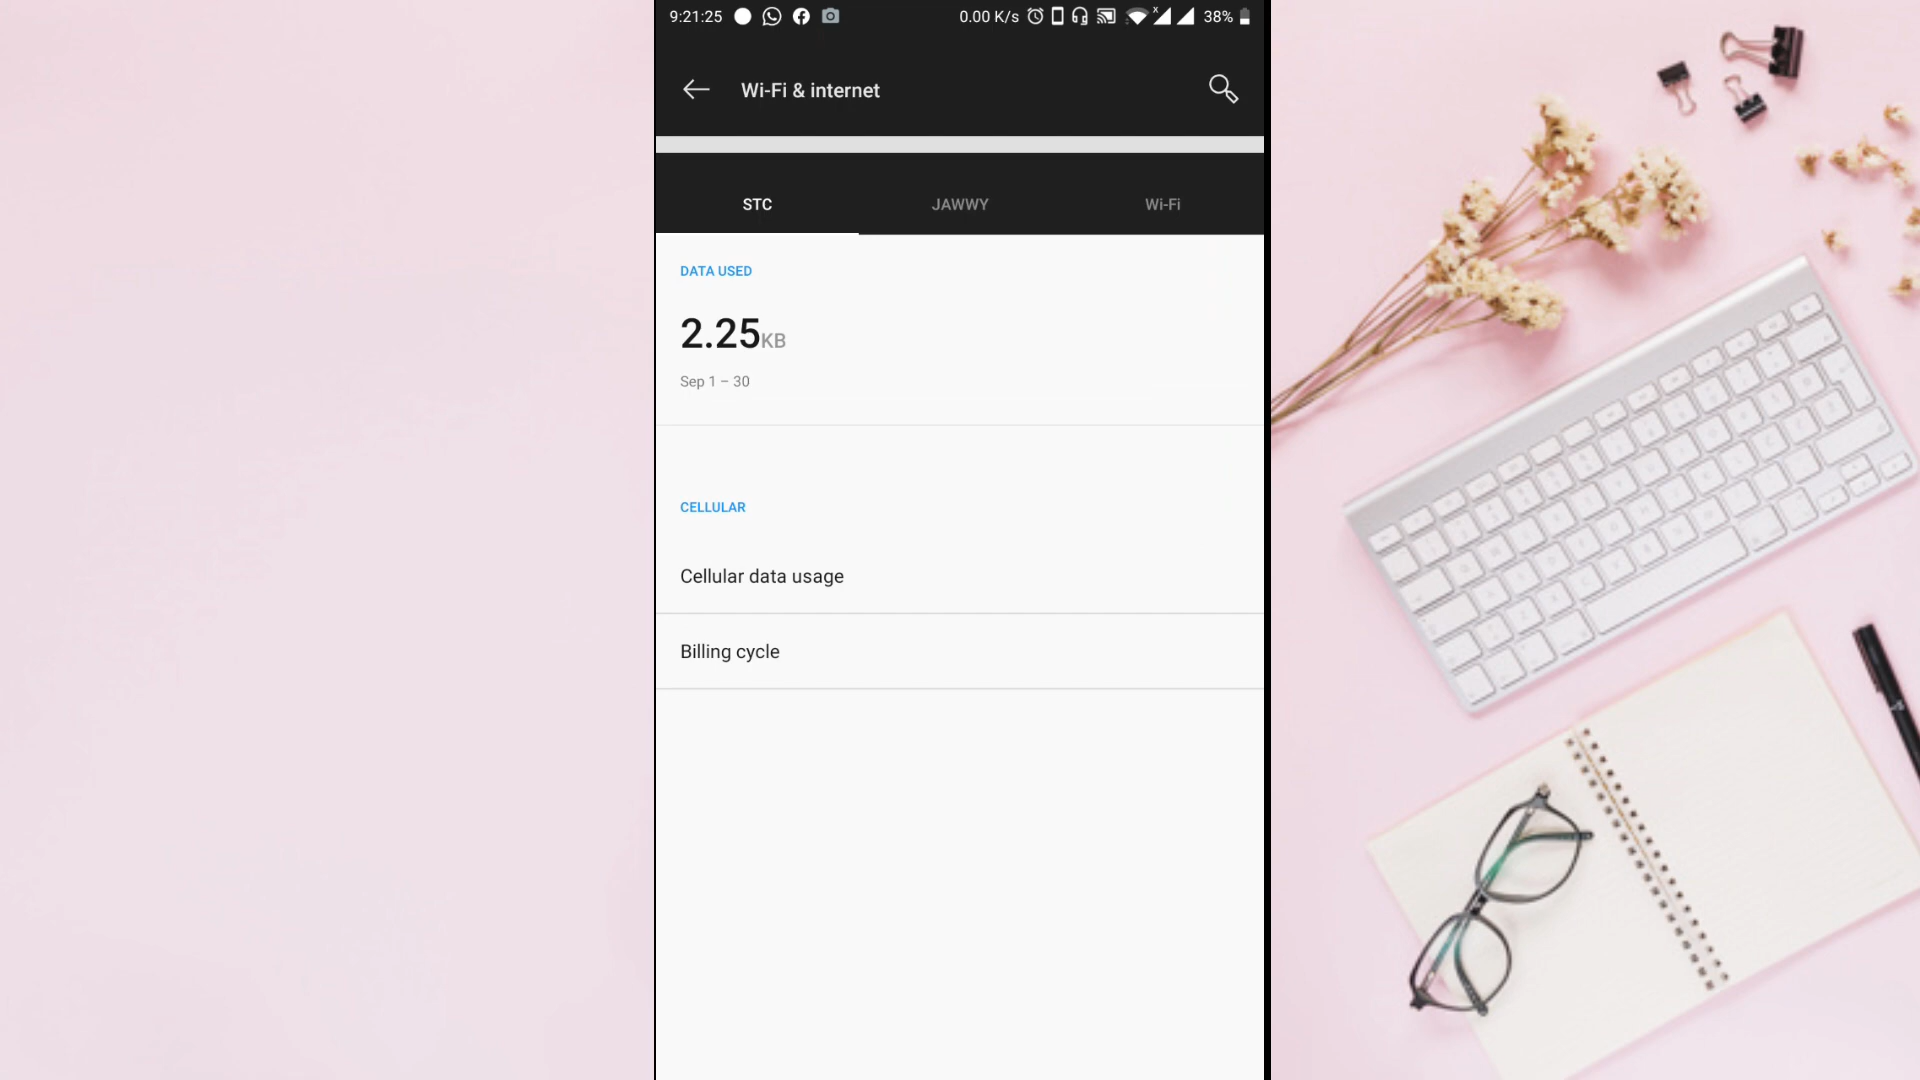 9:21:25 0.00 K/s 38%
Wi-Fi & internet
STC JAWWY Wi-Fi
DATA USED
2.25KB
Sep 1 – 30
CELLULAR
Cellular data usage
Billing cycle